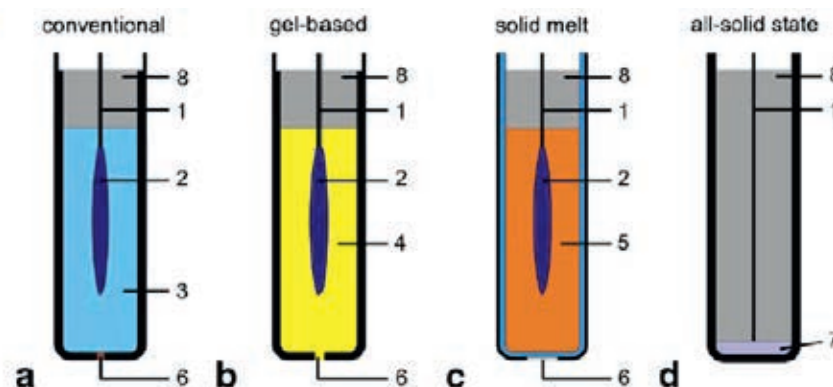 conventional gel-based solid melt all-solid state
8 8 8 8
1 1 1 1
2 2 2
4 5
3
7
a 6 b 6 c 6 d